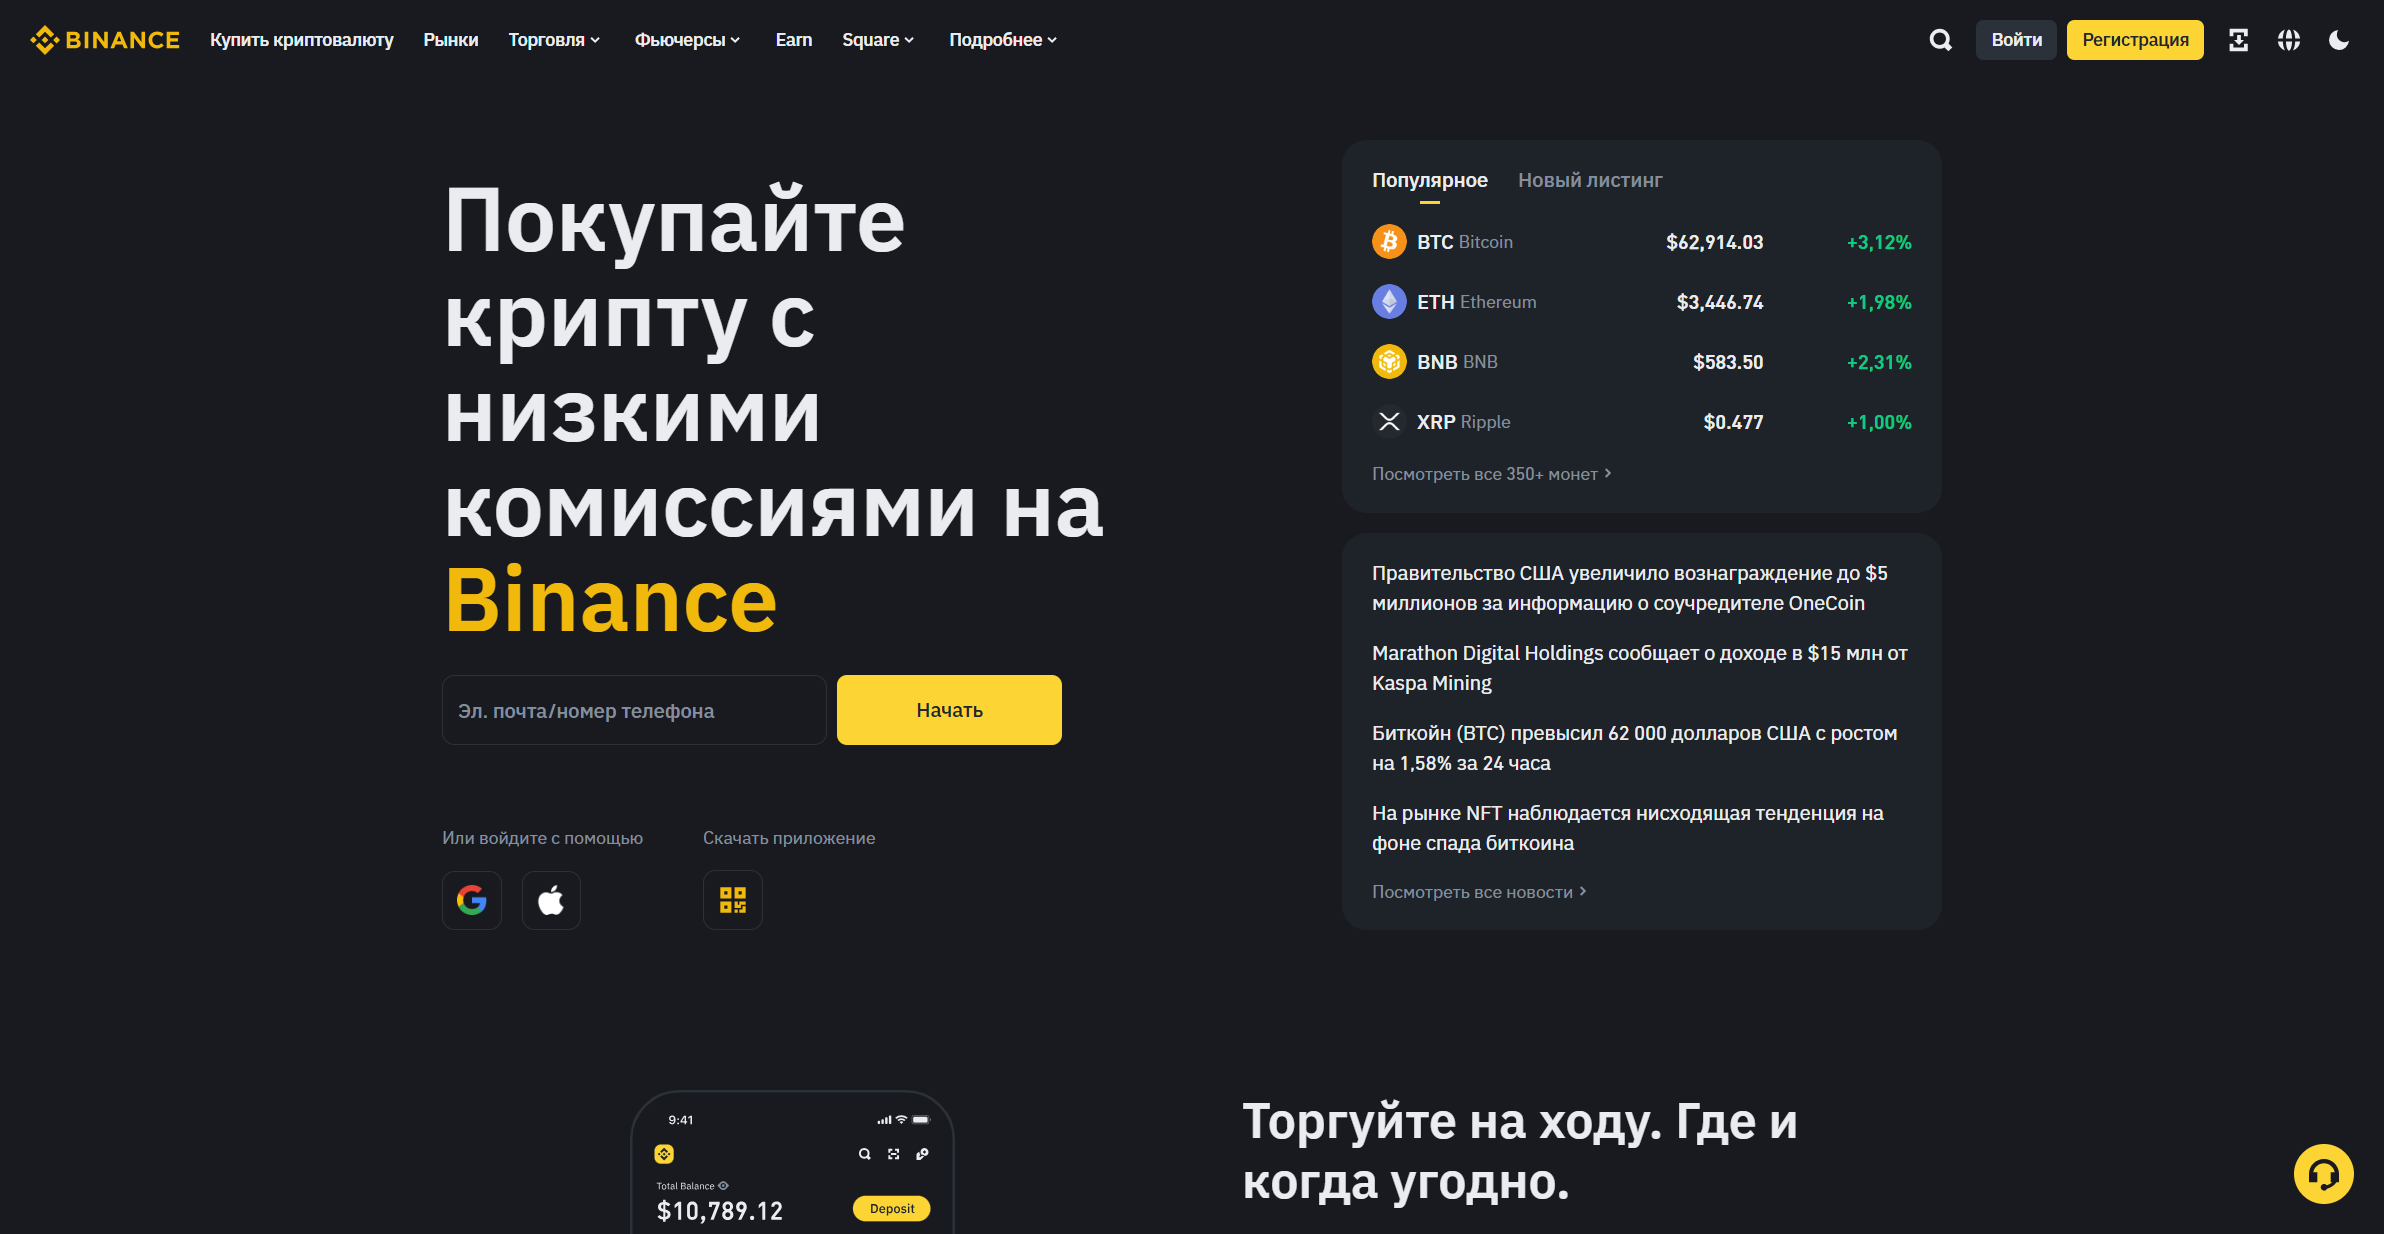 BINANCE
Купить криптовалюту
Рынки
Торговля
Фьючерсы
Earn
Square
Подробнее
Войти
Регистрация
Покупайте
крипту с
низкими
комиссиями на
Binance
Эл. почта/номер телефона
Начать
Или войдите с помощью
Скачать приложение
Популярное
Новый листинг
BTC Bitcoin $62,914.03 +3,12%
ETH Ethereum $3,446.74 +1,98%
BNB BNB $583.50 +2,31%
XRP Ripple $0.477 +1,00%
Посмотреть все 350+ монет
Правительство США увеличило вознаграждение до $5
миллионов за информацию о соучредителе OneCoin
Marathon Digital Holdings сообщает о доходе в $15 млн от
Kaspa Mining
Биткойн (BTC) превысил 62 000 долларов США с ростом
на 1,58% за 24 часа
На рынке NFT наблюдается нисходящая тенденция на
фоне спада биткоина
Посмотреть все новости
9:41
Total Balance
$10,789.12
Deposit
Торгуйте на ходу. Где и
когда угодно.